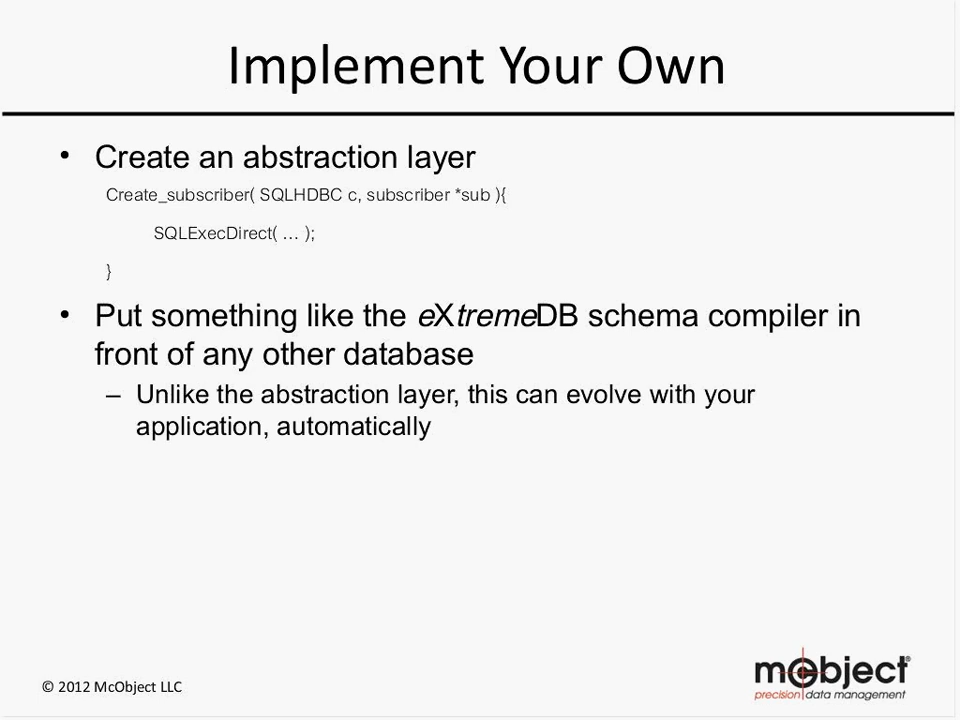 Implement Your Own
• Create an abstraction layer
Create_subscriber( SQLHDBC c, subscriber *sub ){
SQLExecDirect( … );
}
• Put something like the eXtremeDB schema compiler in
front of any other database
– Unlike the abstraction layer, this can evolve with your
application, automatically
© 2012 McObject LLC
mcobject®
precision data management